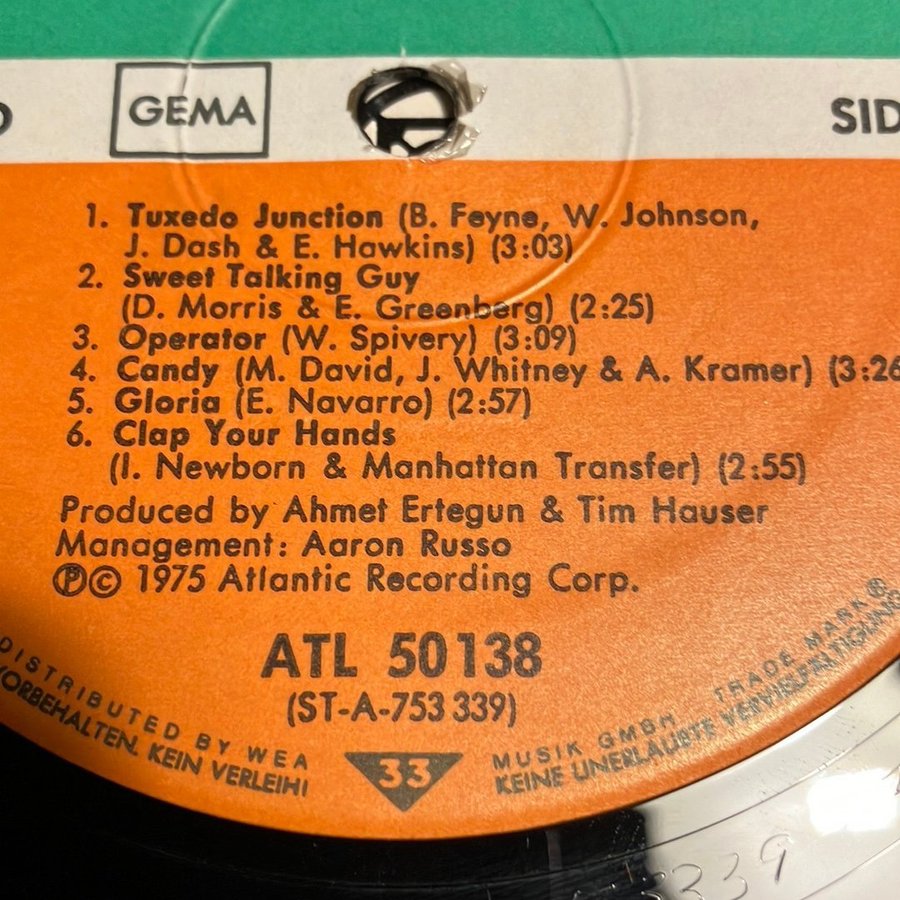 GEMA
SID
1. Tuxedo Junction (B. Feyne, W. Johnson,
J. Dash & E. Hawkins) (3:03)
2. Sweet Talking Guy
(D. Morris & E. Greenberg) (2:25)
3. Operator (W. Spivery) (3:09)
4. Candy (M. David, J. Whitney & A. Kramer) (3:26
5. Gloria (E. Navarro) (2:57)
6. Clap Your Hands
(I. Newborn & Manhattan Transfer) (2:55)
Produced by Ahmet Ertegun & Tim Hauser
Management: Aaron Russo
Ⓟ© 1975 Atlantic Recording Corp.
ATL 50138
(ST-A-753 339)
33
DISTRIBUTED BY WEA MUSIK GMBH TRADE MARK®
VORBEHALTEN. KEIN VERLEIH! KEINE UNERLAUBTE VERVIELFÄLTIGUNG
339